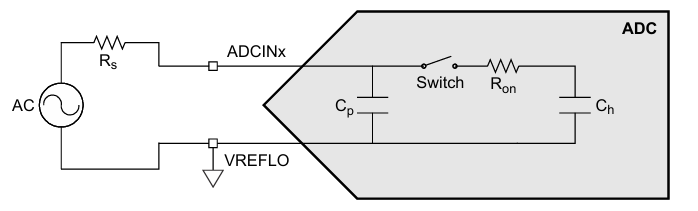 ADC
ADCINx
Rs
Switch
Ron
AC
Cp
Ch
VREFLO